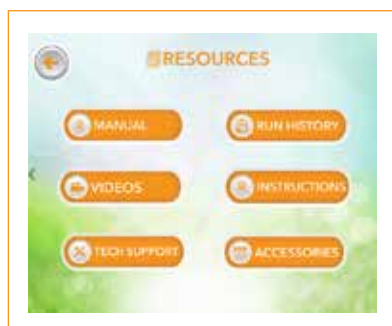 RESOURCES
MANUAL
RUN HISTORY
VIDEOS
INSTRUCTIONS
TECH SUPPORT
ACCESSORIES